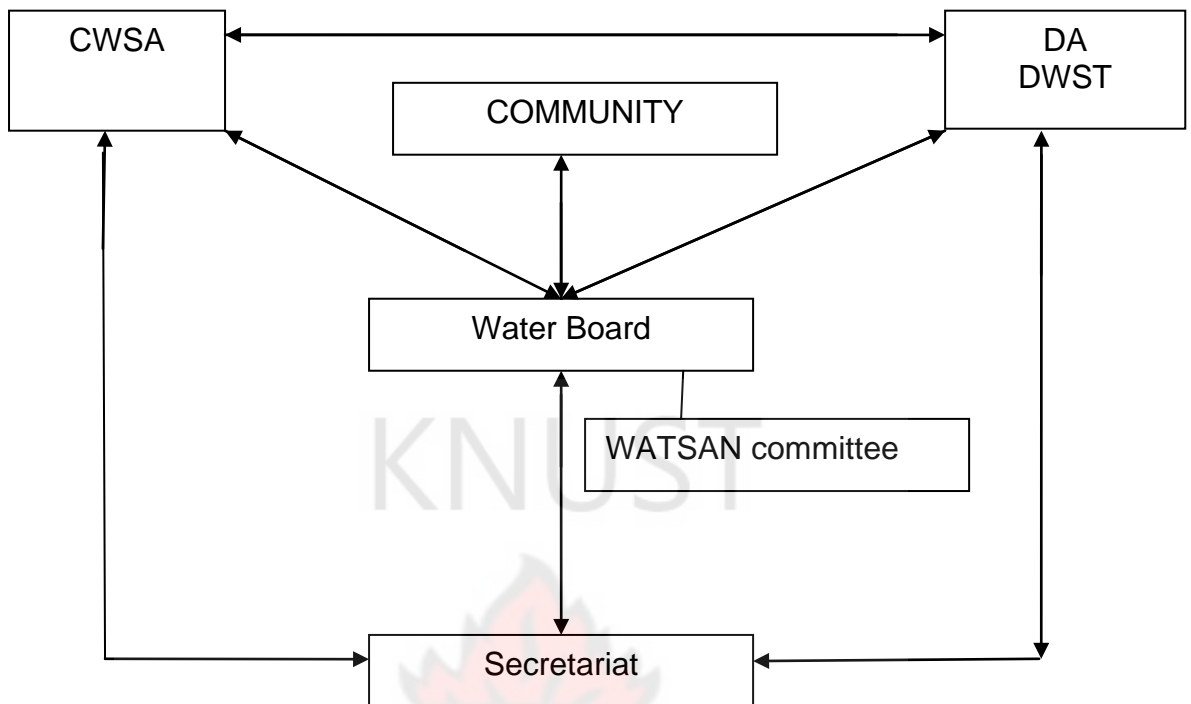 CWSA
DA
DWST
COMMUNITY
Water Board
WATSAN committee
KNUST
Secretariat